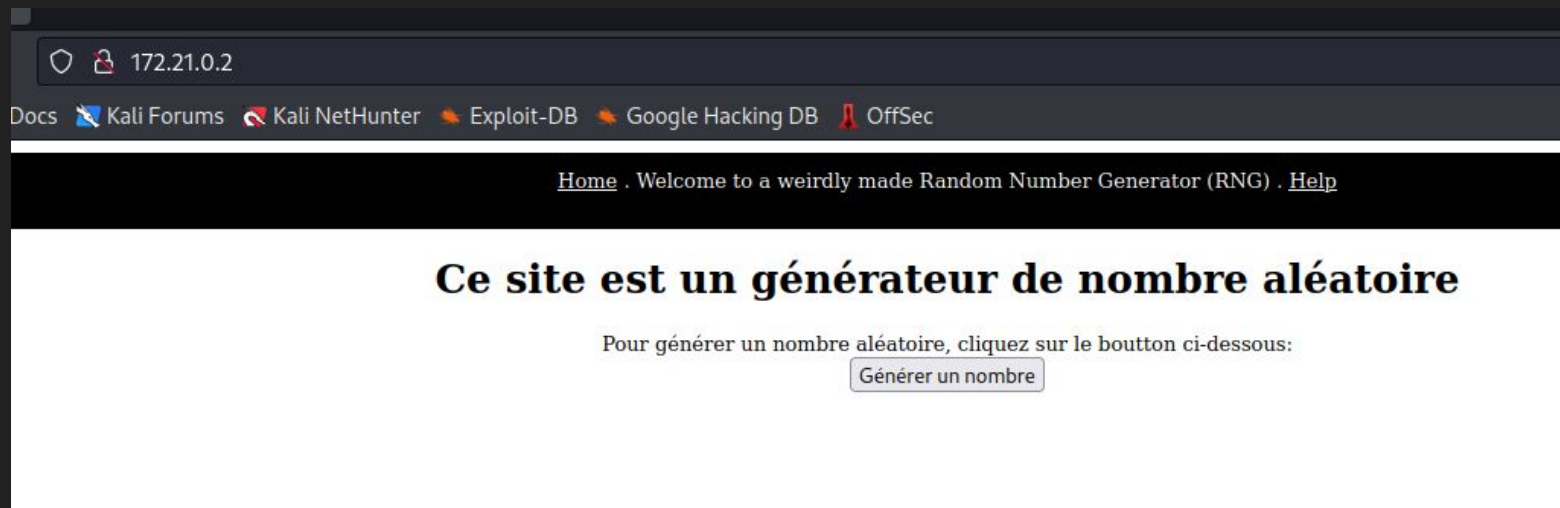 172.21.0.2
Docs Kali Forums Kali NetHunter Exploit-DB Google Hacking DB OffSec
Home . Welcome to a weirdly made Random Number Generator (RNG) . Help
Ce site est un générateur de nombre aléatoire
Pour générer un nombre aléatoire, cliquez sur le boutton ci-dessous:
Générer un nombre